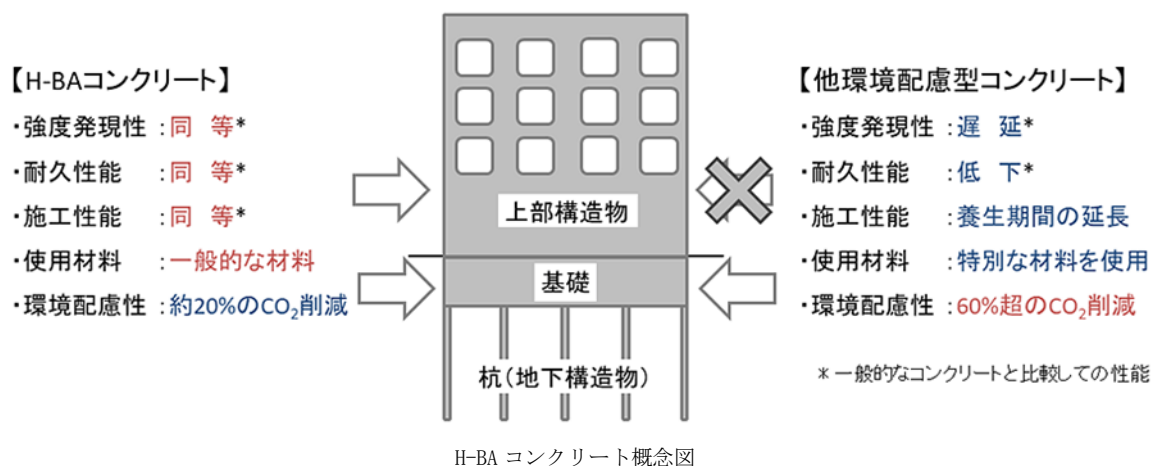 【H-BAコンクリート】
・強度発現性：同　等*
・耐久性能　：同　等*
・施工性能　：同　等*
・使用材料　：一般的な材料
・環境配慮性：約20%のCO₂削減
上部構造物
基礎
杭(地下構造物)
【他環境配慮型コンクリート】
・強度発現性：遅　延*
・耐久性能　：低　下*
・施工性能　：養生期間の延長
・使用材料　：特別な材料を使用
・環境配慮性：60%超のCO₂削減
＊一般的なコンクリートと比較しての性能
H-BA コンクリート概念図